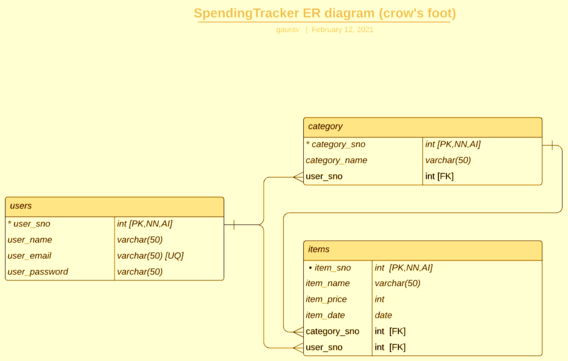 SpendingTracker ER diagram (crow's foot)
gaurav | February 12, 2021
category
* category_sno int [PK,NN,AI]
category_name varchar(50)
user_sno int [FK]
users
* user_sno int [PK,NN,AI]
user_name varchar(50)
user_email varchar(50) [UQ]
user_password varchar(50)
items
• item_sno int [PK,NN,AI]
item_name varchar(50)
item_price int
item_date date
category_sno int [FK]
user_sno int [FK]